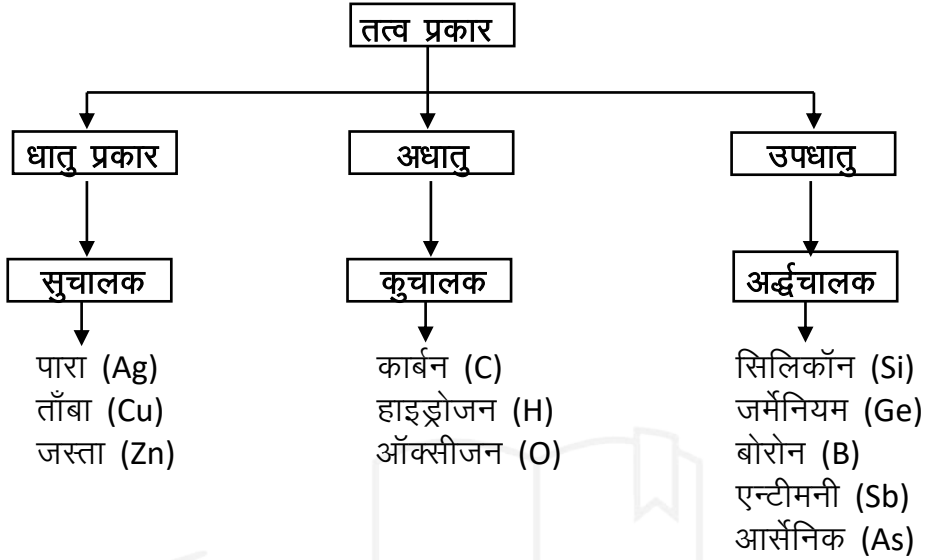 तत्व प्रकार
धातु प्रकार
अधातु
उपधातु
सुचालक
कुचालक
अर्द्धचालक
पारा (Ag)
ताँबा (Cu)
जस्ता (Zn)
कार्बन (C)
हाइड्रोजन (H)
ऑक्सीजन (O)
सिलिकॉन (Si)
जर्मेनियम (Ge)
बोरोन (B)
एन्टीमनी (Sb)
आर्सेनिक (As)